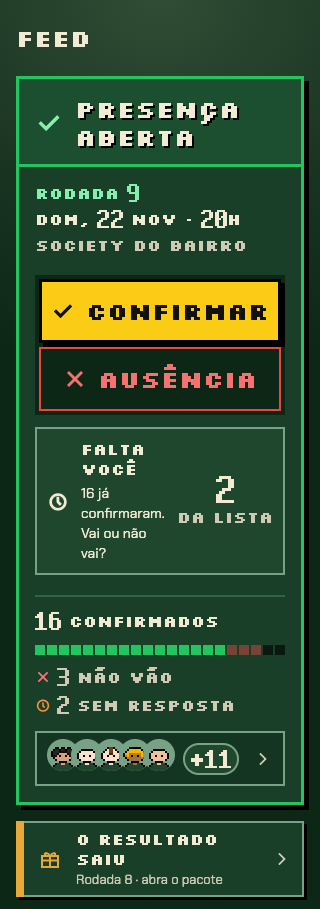 FEED
PRESENÇA
ABERTA
RODADA 9
DOM, 22 NOV · 20H
SOCIETY DO BAIRRO
CONFIRMAR
AUSÊNCIA
FALTA
VOCÊ
16 já
confirmaram.
Vai ou não
vai?
2
DA LISTA
16 CONFIRMADOS
3 NÃO VÃO
2 SEM RESPOSTA
+11
O RESULTADO
SAIU
Rodada 8 · abra o pacote